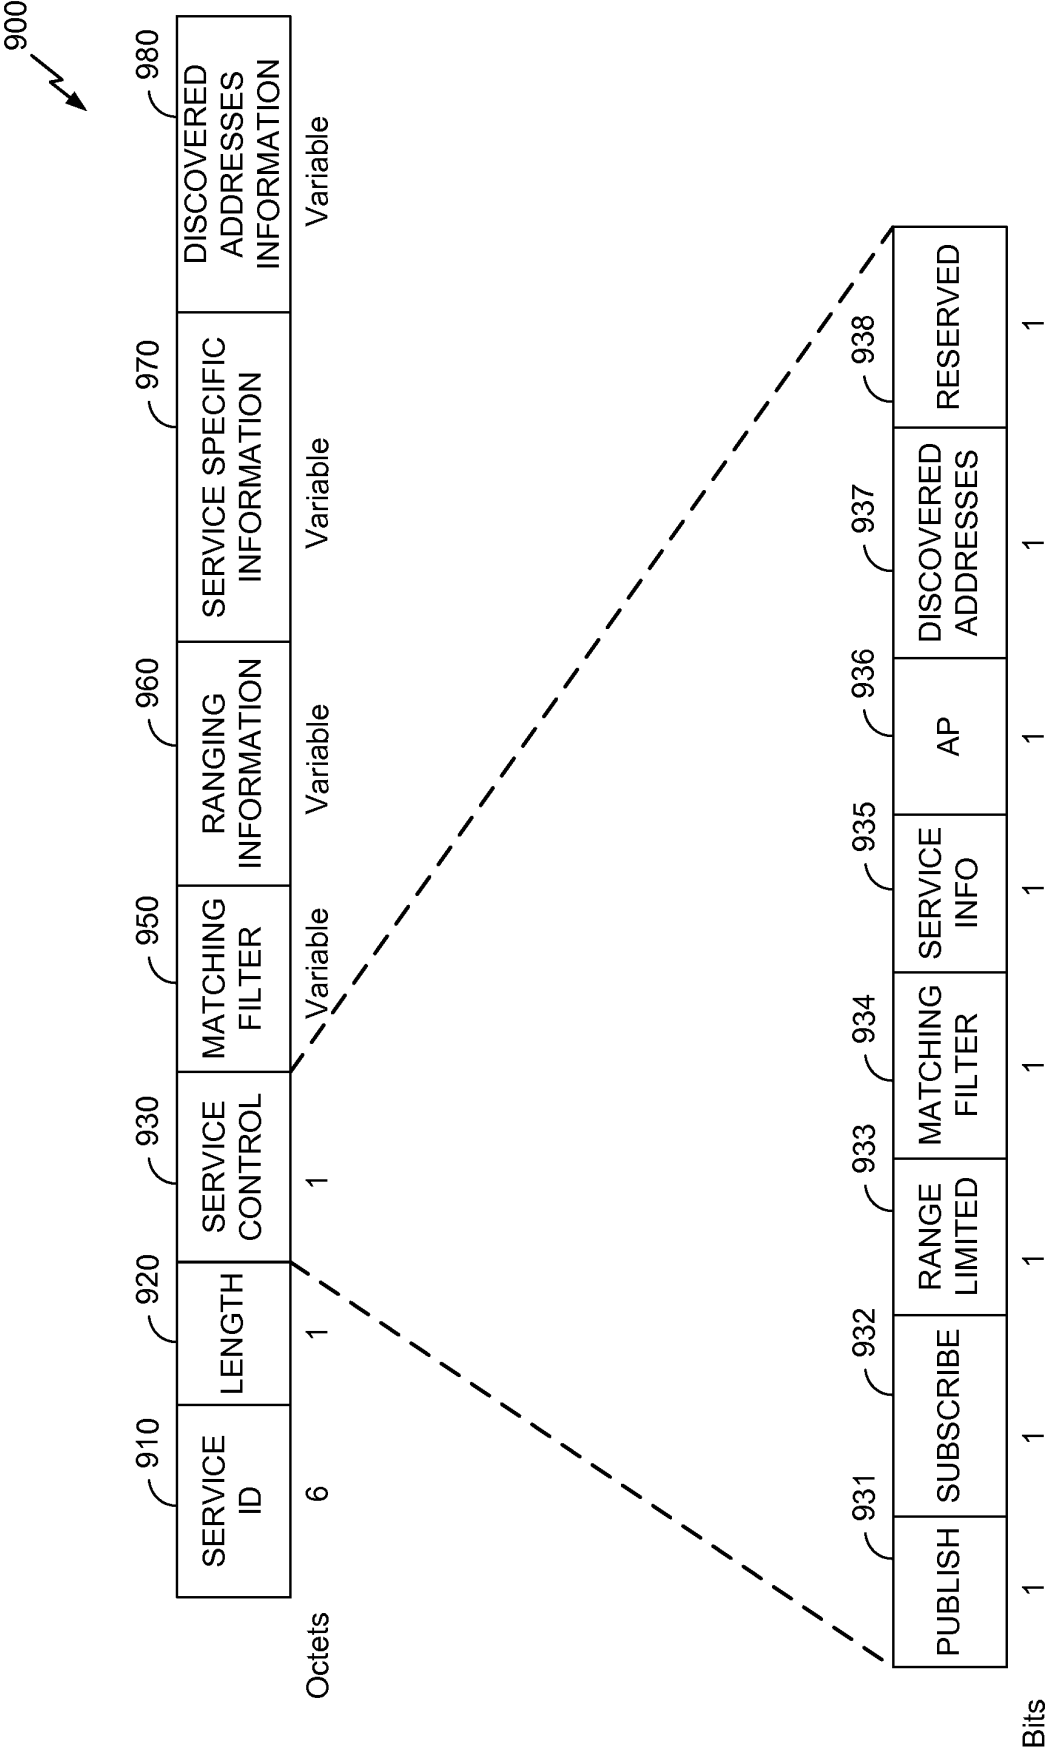 900
910
920
930
950
960
970
980
SERVICE
ID
LENGTH
SERVICE
CONTROL
MATCHING
FILTER
RANGING
INFORMATION
SERVICE SPECIFIC
INFORMATION
DISCOVERED
ADDRESSES
INFORMATION
Octets
6
1
1
Variable
Variable
Variable
Variable
931
932
933
934
935
936
937
938
PUBLISH
SUBSCRIBE
RANGE
LIMITED
MATCHING
FILTER
SERVICE
INFO
AP
DISCOVERED
ADDRESSES
RESERVED
Bits
1
1
1
1
1
1
1
1